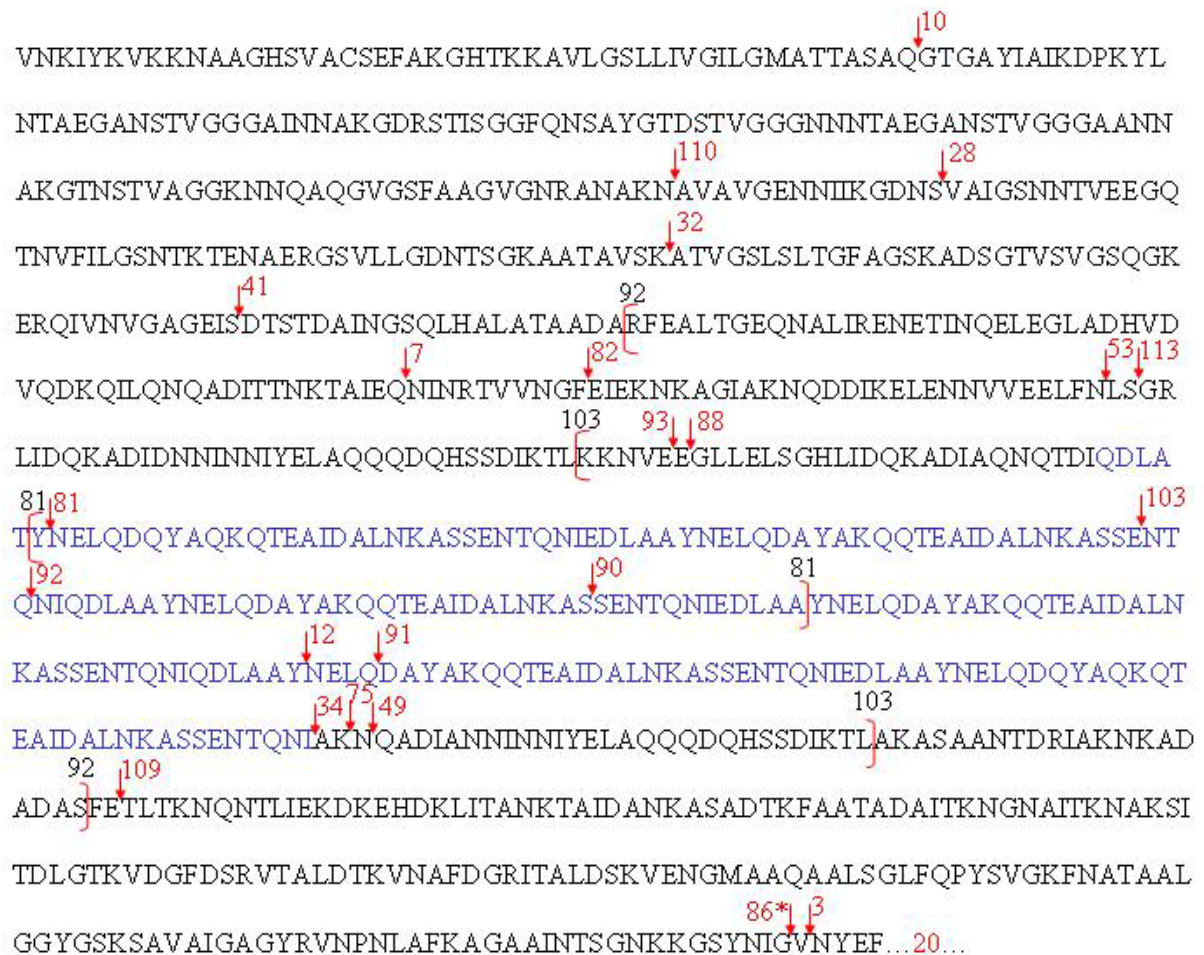 10
VNKIYKVKKNAAGHSVACSEFAKGHTKKAVLGSLLIVGILGMATTASAQGTGAYIAIKDPKYL
NTAEGANSTVGGGAINNAKGDRSTISGGFQNSAYGTDSTVGGGNNNTAEGANSTVGGGAANN
110 28
AKGTNSTVAGGKNNQAQGVGSFAAGVGNRANAKNAVAVGENNIIKGDNSVAIGSNNTVEEGQ
32
TNVFILGSNTKTENAERGSVLLGDNTSGKAATAVSKATVGSLSLTGFAGSKADSGTVSVGSQGK
41 92
ERQIVNVGAGEISDTSTDAINGSQLHALATAADARFEALTGEQNALIRENETINQELEGLADHVD
7 82 53 113
VQDKQILQNQADITTNKTAIEQNINRTVVNGFEIEKNKAGIAKNQDDIKELENNVVEELFNLSGR
103 93 88
LIDQKADIDNNINNIYELAQQQDQHSSDIKTLKKNVEEGLLELSGHLIDQKADIAQNQTDIQDLA
81 81 103
TYNELQDQYAQKQTEAIDALNKASSENTQNIEDLAAYNELQDAYAKQQTEAIDALNKASSENT
92 90 81
QNIQDLAAYNELQDAYAKQQTEAIDALNKASSENTQNIEDLAAYNELQDAYAKQQTEAIDALN
12 91
KASSENTQNIQDLAAYNELQDAYAKQQTEAIDALNKASSENTQNIEDLAAYNELQDQYAQKQT
34 75 49 103
EAIDALNKASSENTQNIAKNQADIANNINNIYELAQQQDQHSSDIKTLAKASAANTDRIAKNKAD
92 109
ADASFETLTKNQNTLIEKDKEHDKLITANKTAIDANKASADTKFAATADAITKNGNAITKNAKSI
TDLGTKVDGFDSRVTALDTKVNAFDGRITALDSKVENGMAAQAALSGLFQPYSVGKFNATAAL
86* 3
GGYGSKSAVAIGAGYRVNPNLAFKAGAAINTSGNKKGSYNIGVNYEF...20...